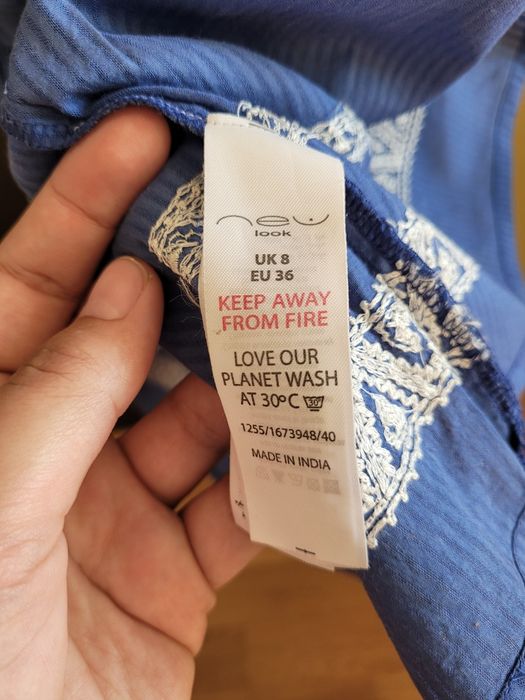 new
look
UK 8
EU 36
KEEP AWAY
FROM FIRE
LOVE OUR
PLANET WASH
AT 30°C 30°
1255/1673948/40
MADE IN INDIA